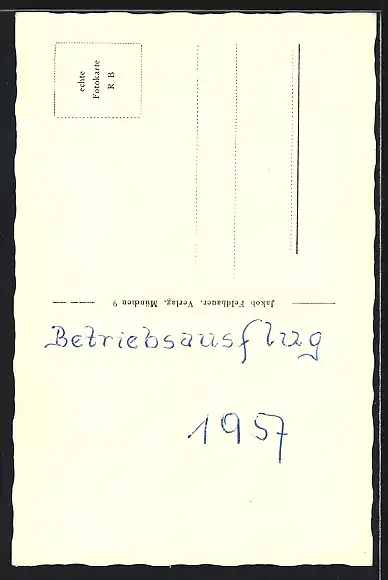 echte
Fotokarte
R B
Jakob Feldbauer, Verlag, München 9
Betriebsausflug
1957